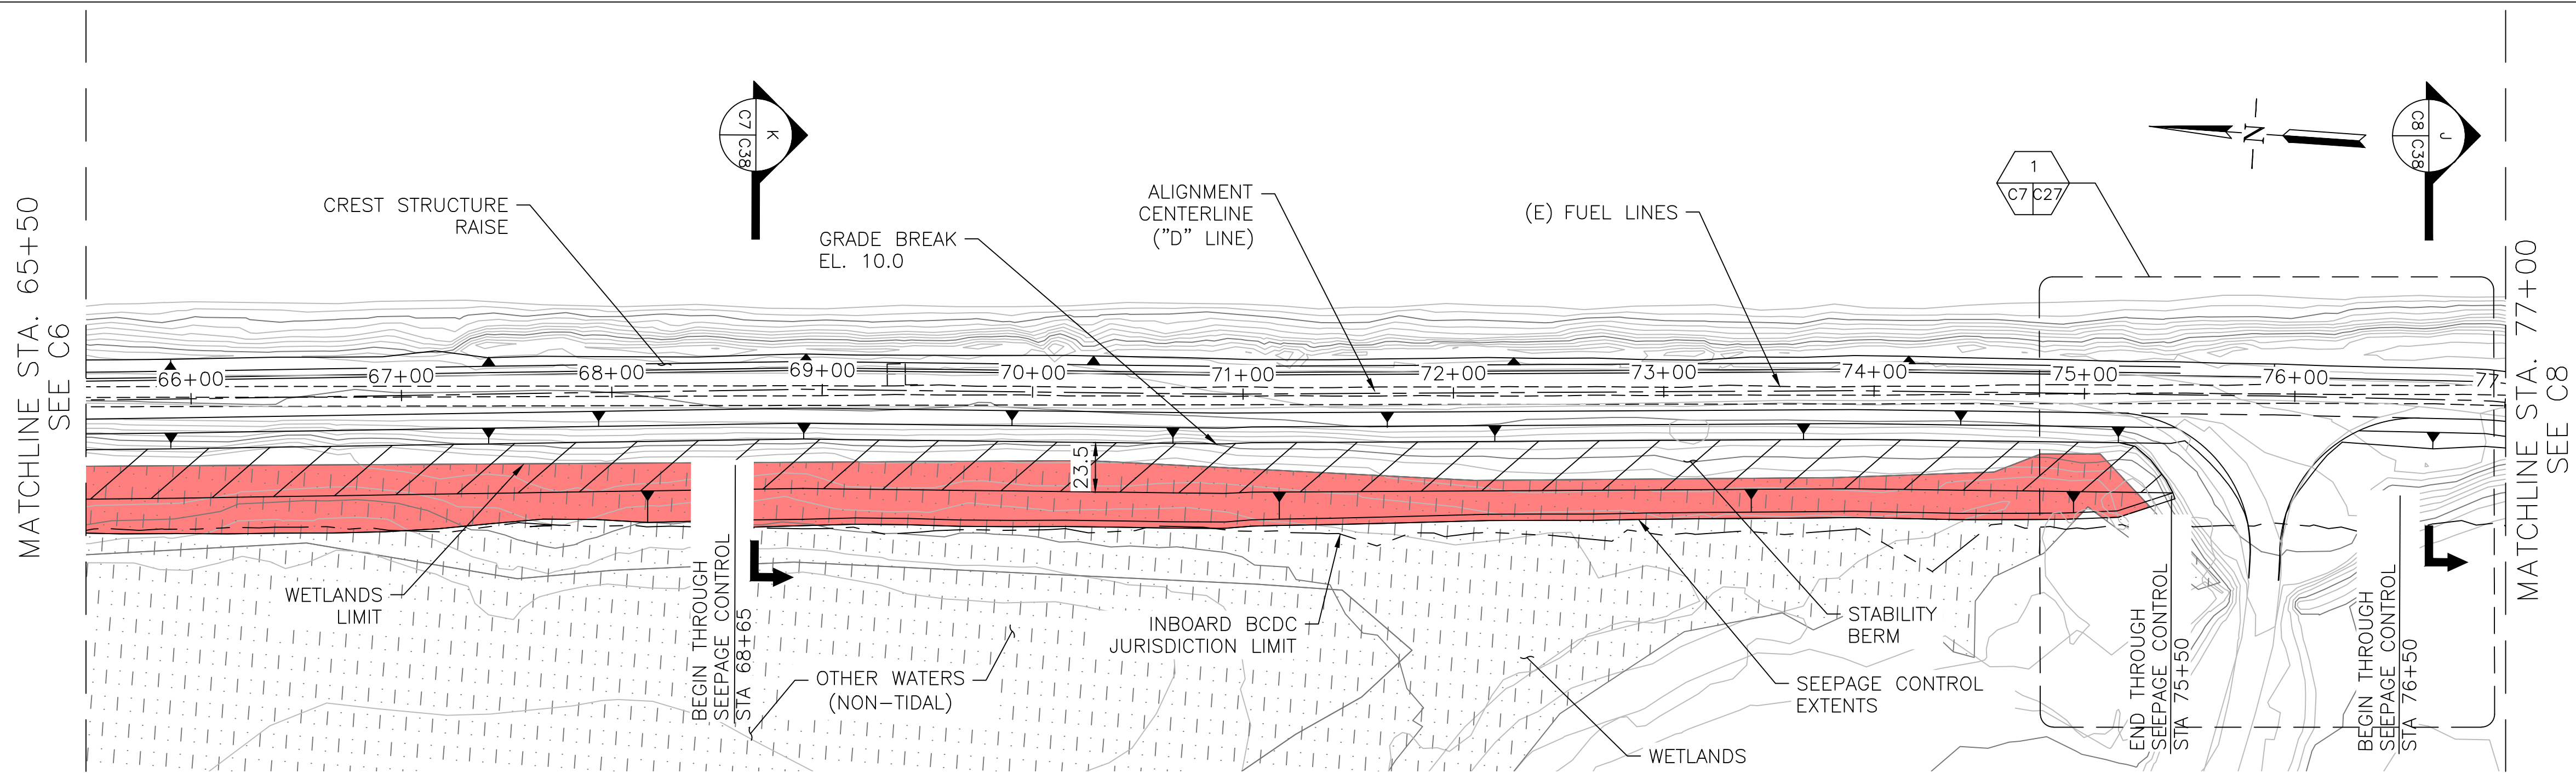 MATCHLINE STA. 65+50
SEE C6
K
C7 C38
CREST STRUCTURE
RAISE
GRADE BREAK
EL. 10.0
ALIGNMENT
CENTERLINE
("D" LINE)
(E) FUEL LINES
1
C7 C27
N
J
C8 C38
MATCHLINE STA. 77+00
SEE C8
66+00
67+00
68+00
69+00
70+00
71+00
72+00
73+00
74+00
75+00
76+00
77
23.5
WETLANDS
LIMIT
BEGIN THROUGH
SEEPAGE CONTROL
STA 68+65
OTHER WATERS
(NON-TIDAL)
INBOARD BCDC
JURISDICTION LIMIT
STABILITY
BERM
SEEPAGE CONTROL
EXTENTS
WETLANDS
END THROUGH
SEEPAGE CONTROL
STA 75+50
BEGIN THROUGH
SEEPAGE CONTROL
STA 76+50